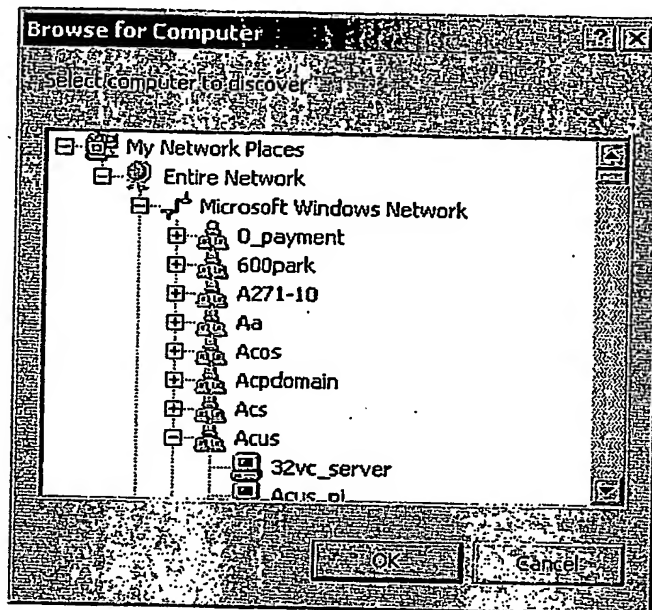 Browse for Computer
Select computer to discover:
My Network Places
Entire Network
Microsoft Windows Network
0_payment
600park
A271-10
Aa
Acos
Acpdomain
Acs
Acus
32vc_server
Acus_pl
OK
Cancel